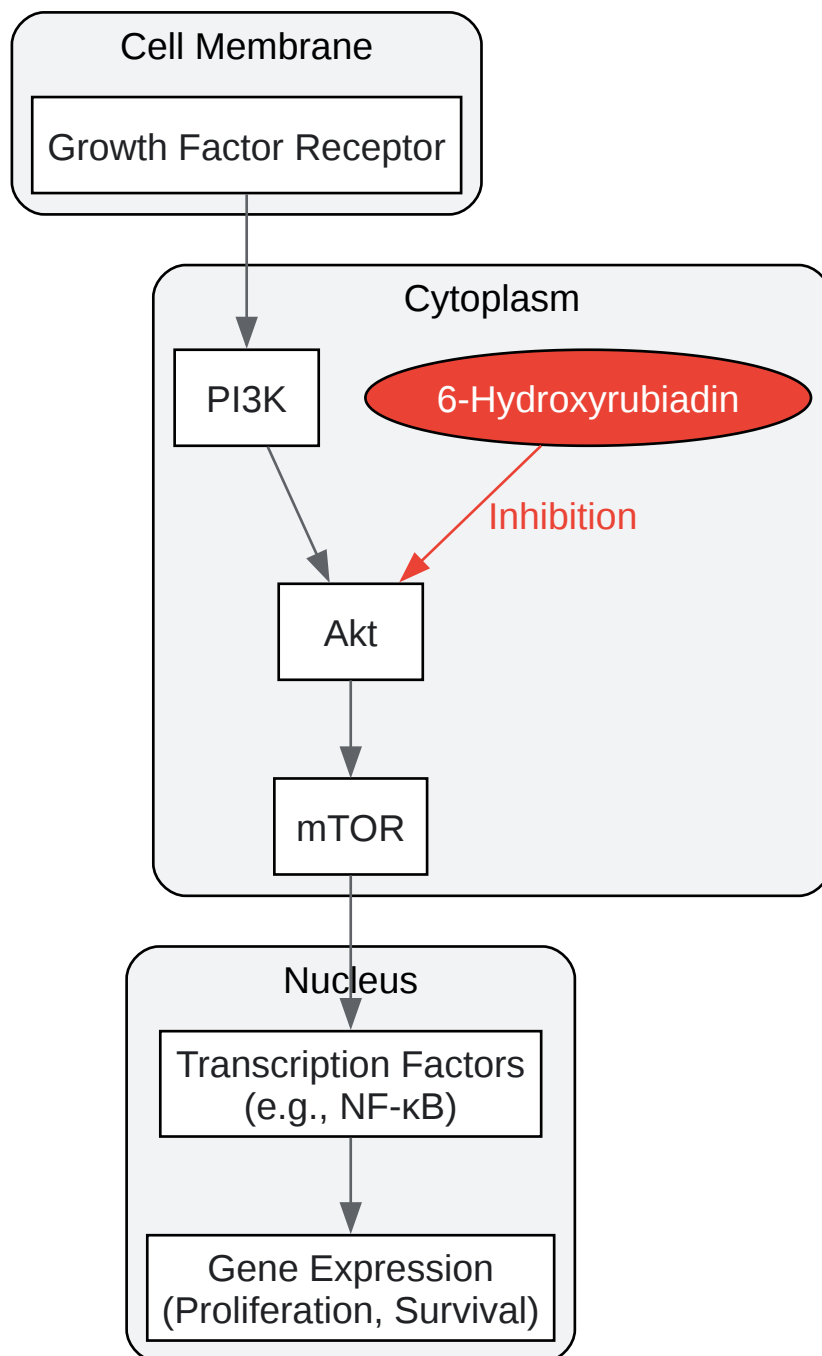 Cell Membrane
Growth Factor Receptor
Cytoplasm
PI3K
6-Hydroxyrubiadin
Inhibition
Akt
mTOR
Nucleus
Transcription Factors
(e.g., NF-κB)
Gene Expression
(Proliferation, Survival)